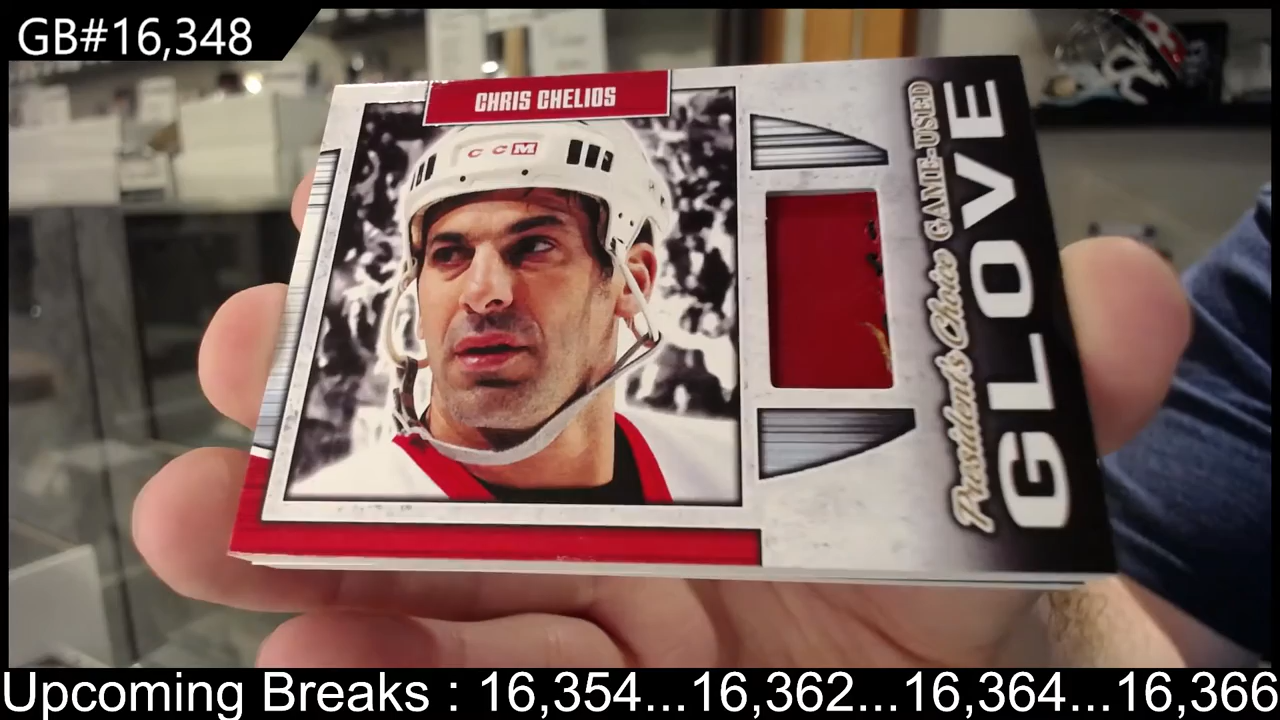 GB#16,348
CHRIS CHELIOS
CCM
President's Choice GAME-USED
GLOVE
Upcoming Breaks : 16,354...16,362...16,364...16,366